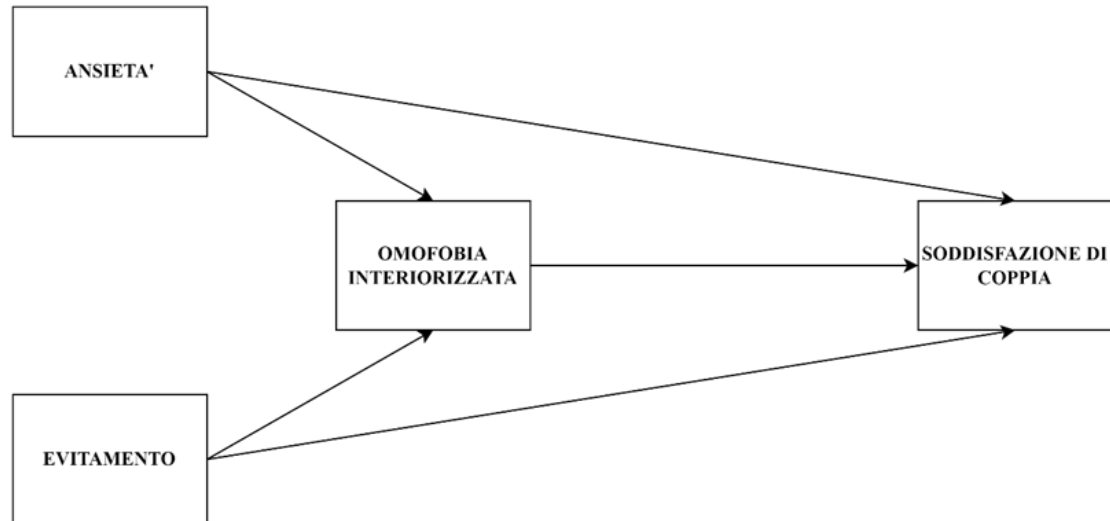 ANSIETA'
OMOFOBIA
INTERIORIZZATA
SODDISFAZIONE DI
COPPIA
EVITAMENTO